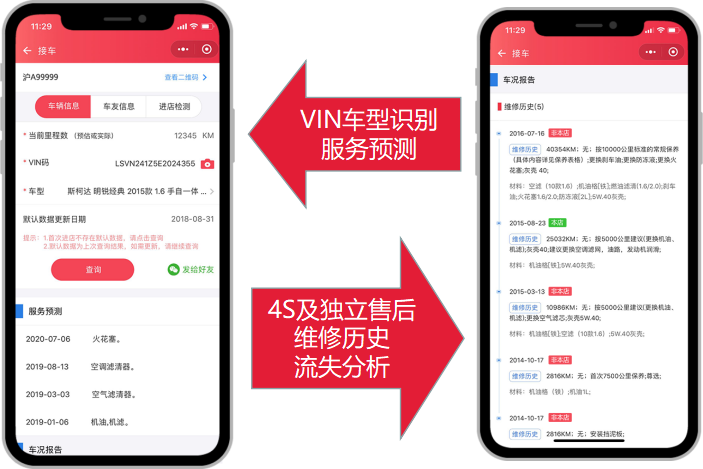 11:29
接车
沪A99999
查看二维码
车辆信息
车友信息
进店检测
* 当前里程数 (预估或实际) 12345 KM
* VIN码 LSVN241Z5E2024355
* 车型 斯柯达 明锐经典 2015款 1.6 手自一体 ...
默认数据更新日期 2018-08-31
提示: 1.首次进店不存在默认数据, 请点击查询
2.默认数据为上次查询结果, 如需更新, 请继续查询
查询
发给好友
服务预测
2020-07-06 火花塞。
2019-08-13 空调滤清器。
2019-03-03 空气滤清器。
2019-01-06 机油,机滤。
车况报告
VIN车型识别
服务预测
4S及独立售后
维修历史
流失分析
11:29
接车
车况报告
维修历史(5)
2016-07-16 非本店
维修历史 40354KM; 无; 按10000公里标准的常规保养
(具体内容详见保养表格) ;更换刹车油;更换防冻液;更换火
花塞;灰壳 40;
材料: 空滤 (10款1.6) ;机油格[铁];燃油滤清(1.6/2.0);刹车
油;火花塞1.6/2.0;防冻液[2L];5W.40灰壳;
2015-08-23 本店
维修历史 25032KM; 无; 按5000公里建议(更换机油、
机滤);灰壳40;建议更换空调滤网、油路、发动机润滑;
材料: 机油格[铁];5W.40灰壳;
2015-03-13 非本店
维修历史 10986KM; 无; 按5000公里建议(更换机油、
机滤);更换空气滤芯;灰壳5W.40;
材料: 机油格[铁];空滤 (10款1.6) ;5W.40灰壳;
2014-10-17 非本店
维修历史 2816KM; 无; 首次7500公里保养;尊选;
材料: 机油格 (铁) ;机油1L;
2014-10-17 非本店
维修历史 2816KM; 无; 安装挡泥板;